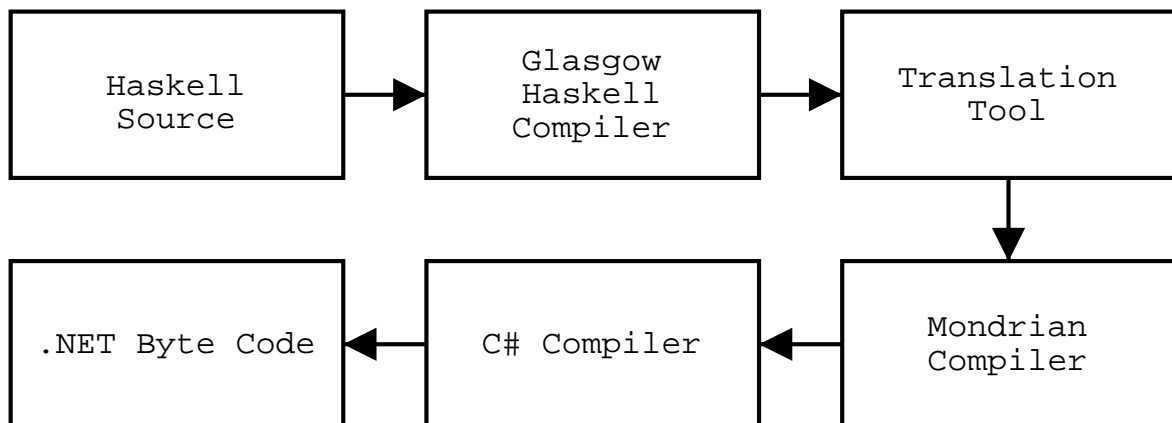 Haskell
Source
Glasgow
Haskell
Compiler
Translation
Tool
Mondrian
Compiler
C# Compiler
.NET Byte Code